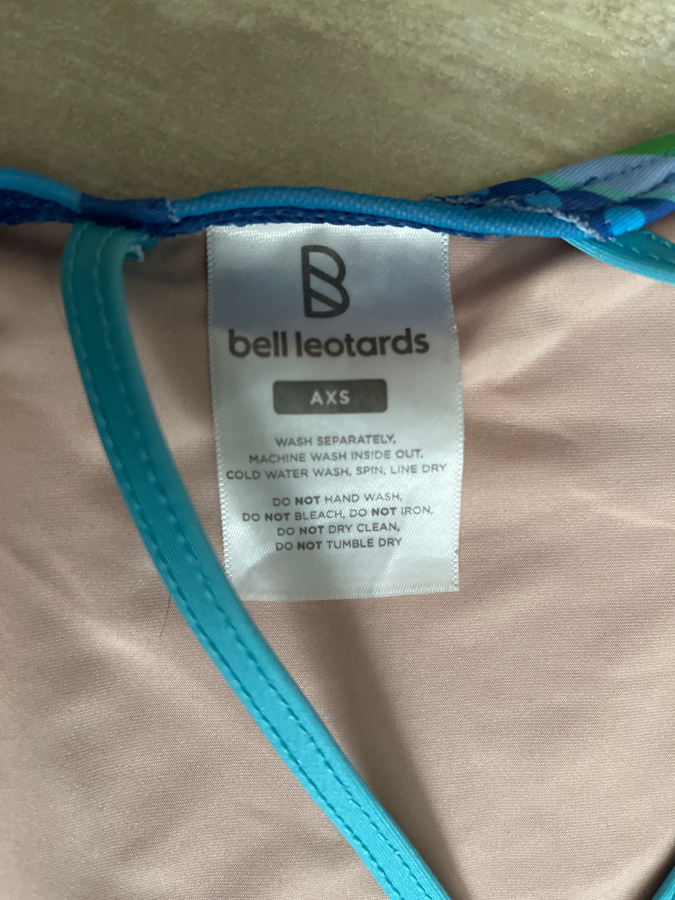 B
bell leotards
AXS
WASH SEPARATELY,
MACHINE WASH INSIDE OUT,
COLD WATER WASH, SPIN, LINE DRY
DO NOT HAND WASH,
DO NOT BLEACH, DO NOT IRON,
DO NOT DRY CLEAN,
DO NOT TUMBLE DRY